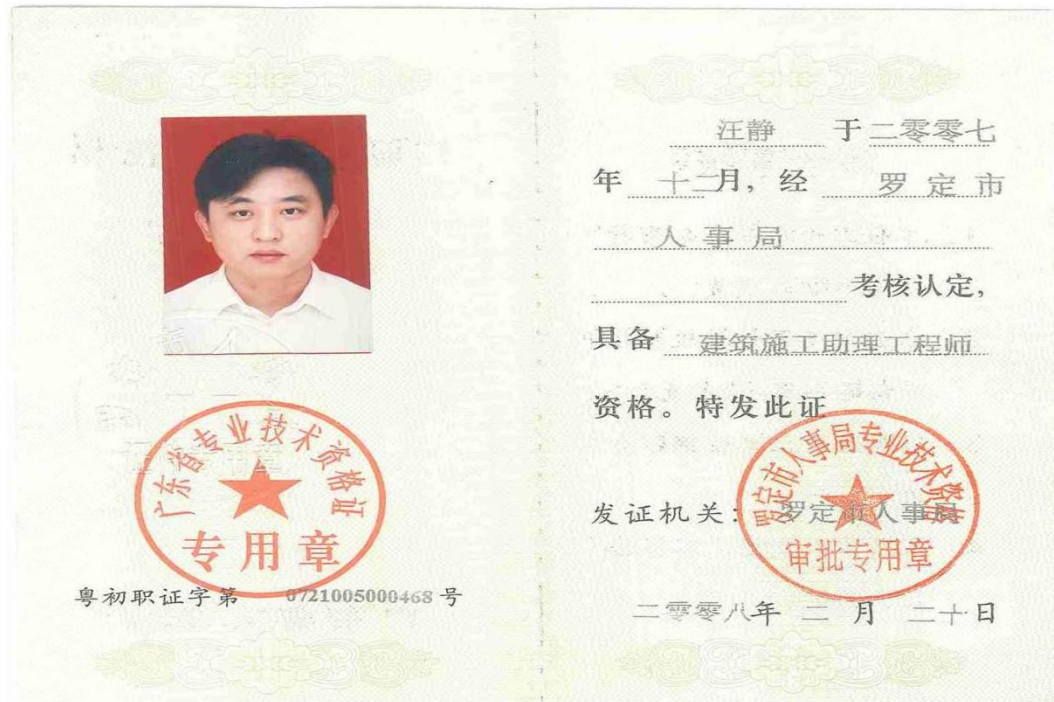 广东省专业技术资格证
专用章
粤初职证字第 0721005000468 号
汪静 于二零零七
年 十二月，经 罗定市
人事局
考核认定，
具备 建筑施工助理工程师
资格。特发此证
罗定市人事局专业技术资格
审批专用章
发证机关：罗定市人事局
二零零八年 二 月 二十日